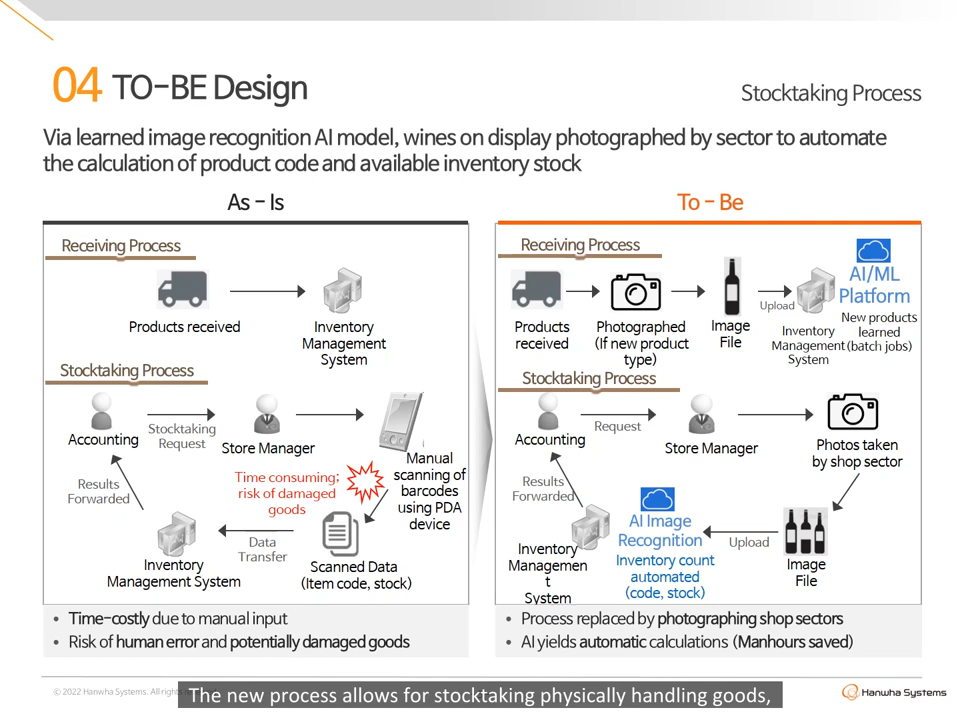 04 TO-BE Design
Stocktaking Process
Via learned image recognition AI model, wines on display photographed by sector to automate
the calculation of product code and available inventory stock
As - Is
Receiving Process
Products received
Inventory
Management
System
Stocktaking Process
Accounting
Stocktaking
Request
Store Manager
Manual
scanning of
barcodes
using PDA
device
Time consuming;
risk of damaged
goods
Results
Forwarded
Data
Transfer
Inventory
Management System
Scanned Data
(Item code, stock)
• Time-costly due to manual input
• Risk of human error and potentially damaged goods
To - Be
Receiving Process
Products
received
Photographed
(If new product
type)
Image
File
Upload
Inventory
Management
System
AI/ML
Platform
New products
learned
(batch jobs)
Stocktaking Process
Accounting
Request
Store Manager
Photos taken
by shop sector
Results
Forwarded
AI Image
Recognition
Inventory count
automated
(code, stock)
Upload
Image
File
Inventory
Managemen
t
System
• Process replaced by photographing shop sectors
• AI yields automatic calculations (Manhours saved)
© 2022 Hanwha Systems. All rights
The new process allows for stocktaking physically handling goods,
Hanwha Systems